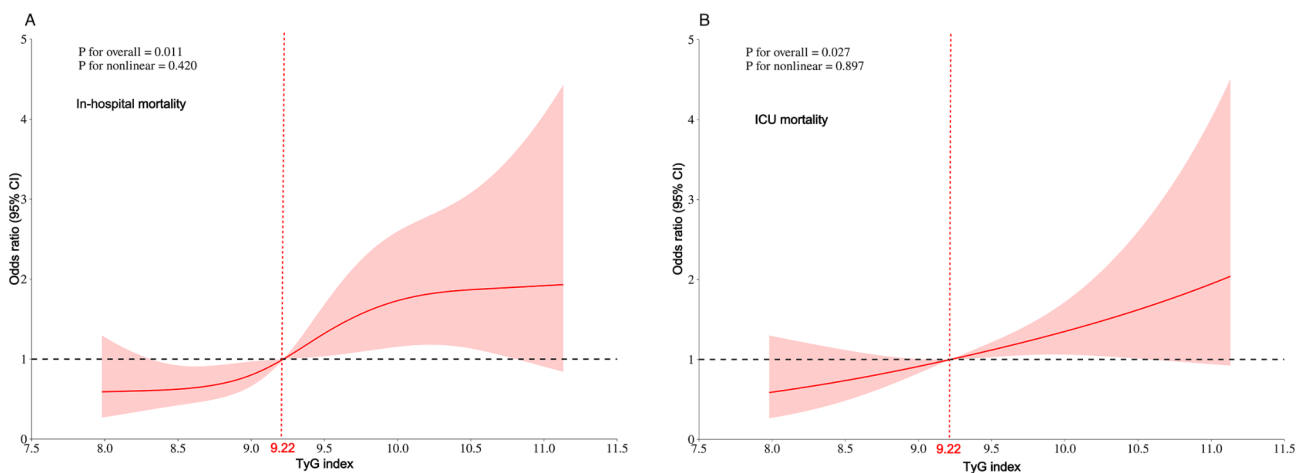 A
P for overall = 0.011
P for nonlinear = 0.420
In-hospital mortality
Odds ratio (95% CI)
5
4
3
2
1
0
7.5 8.0 8.5 9.0 9.22 9.5 10.0 10.5 11.0 11.5
TyG index
B
P for overall = 0.027
P for nonlinear = 0.897
ICU mortality
Odds ratio (95% CI)
5
4
3
2
1
0
7.5 8.0 8.5 9.0 9.22 9.5 10.0 10.5 11.0 11.5
TyG index